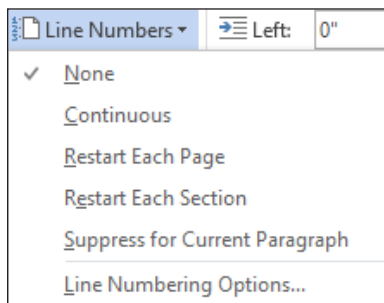 Line Numbers Left: 0"
None
Continuous
Restart Each Page
Restart Each Section
Suppress for Current Paragraph
Line Numbering Options...